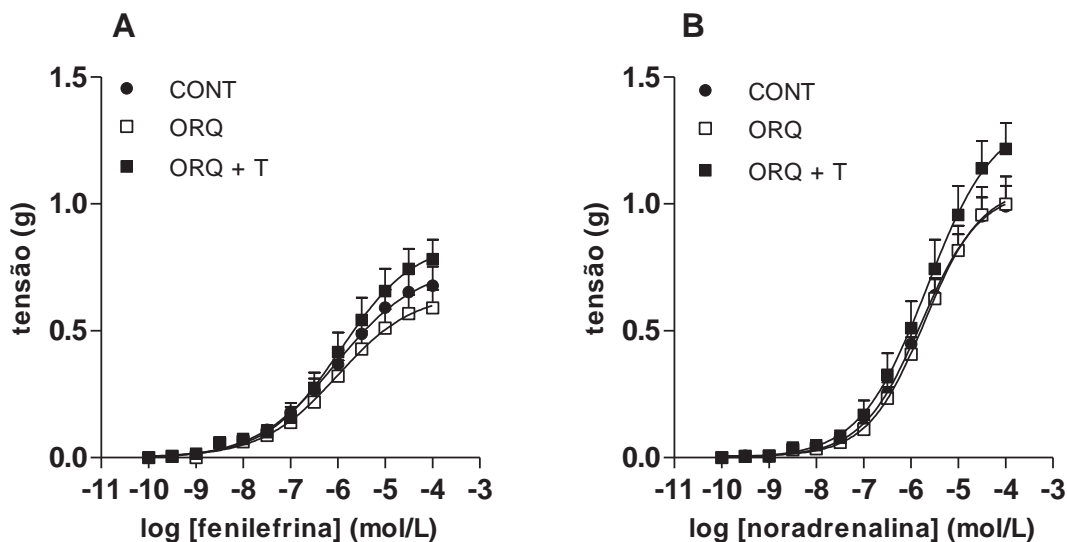 A
1.5
CONT
ORQ
ORQ + T
1.0
0.5
0.0
tensão (g)
-11 -10 -9 -8 -7 -6 -5 -4 -3
log [fenilefrina] (mol/L)
B
1.5
CONT
ORQ
ORQ + T
1.0
0.5
0.0
tensão (g)
-11 -10 -9 -8 -7 -6 -5 -4 -3
log [noradrenalina] (mol/L)